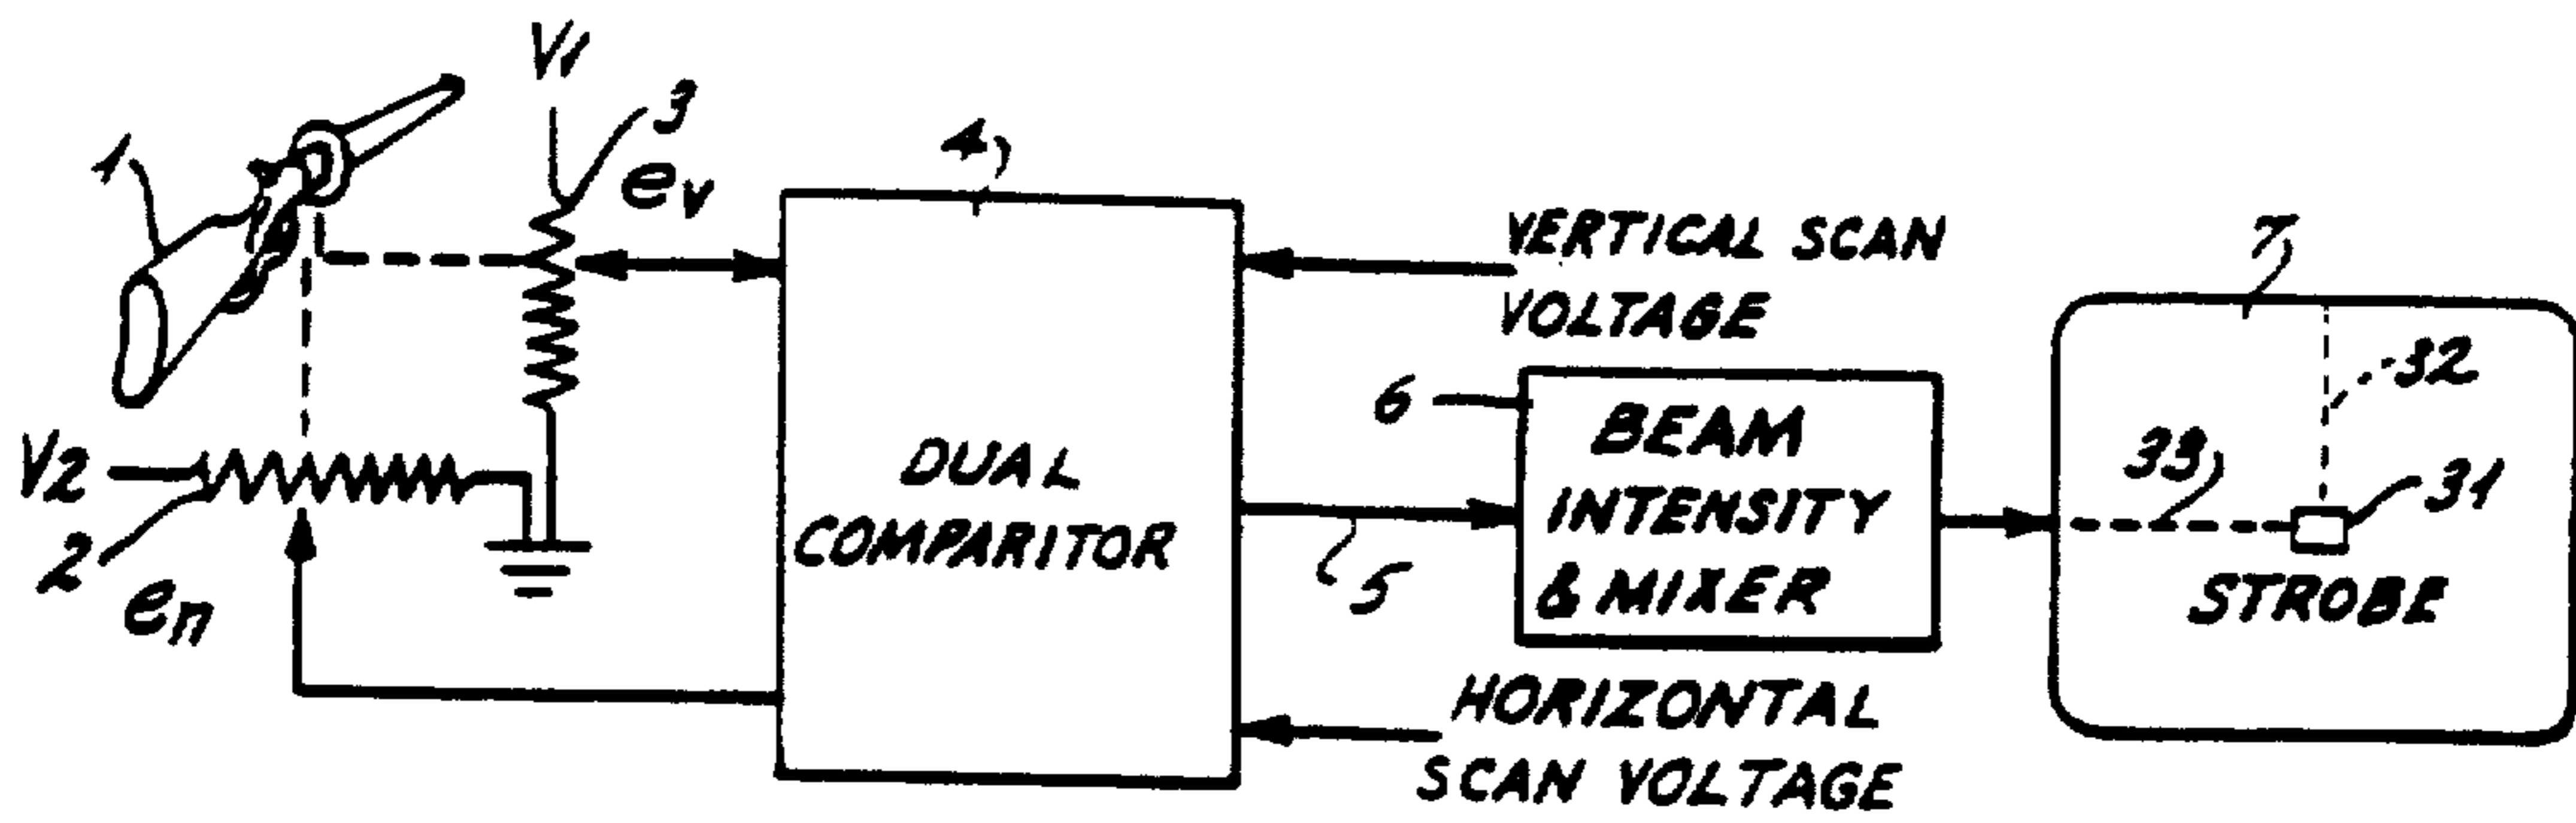 V1
1
3
ev
4
V2
2
en
DUAL
COMPARITOR
VERTICAL SCAN
VOLTAGE
5
6
BEAM
INTENSITY
& MIXER
HORIZONTAL
SCAN VOLTAGE
7
32
33
31
STROBE